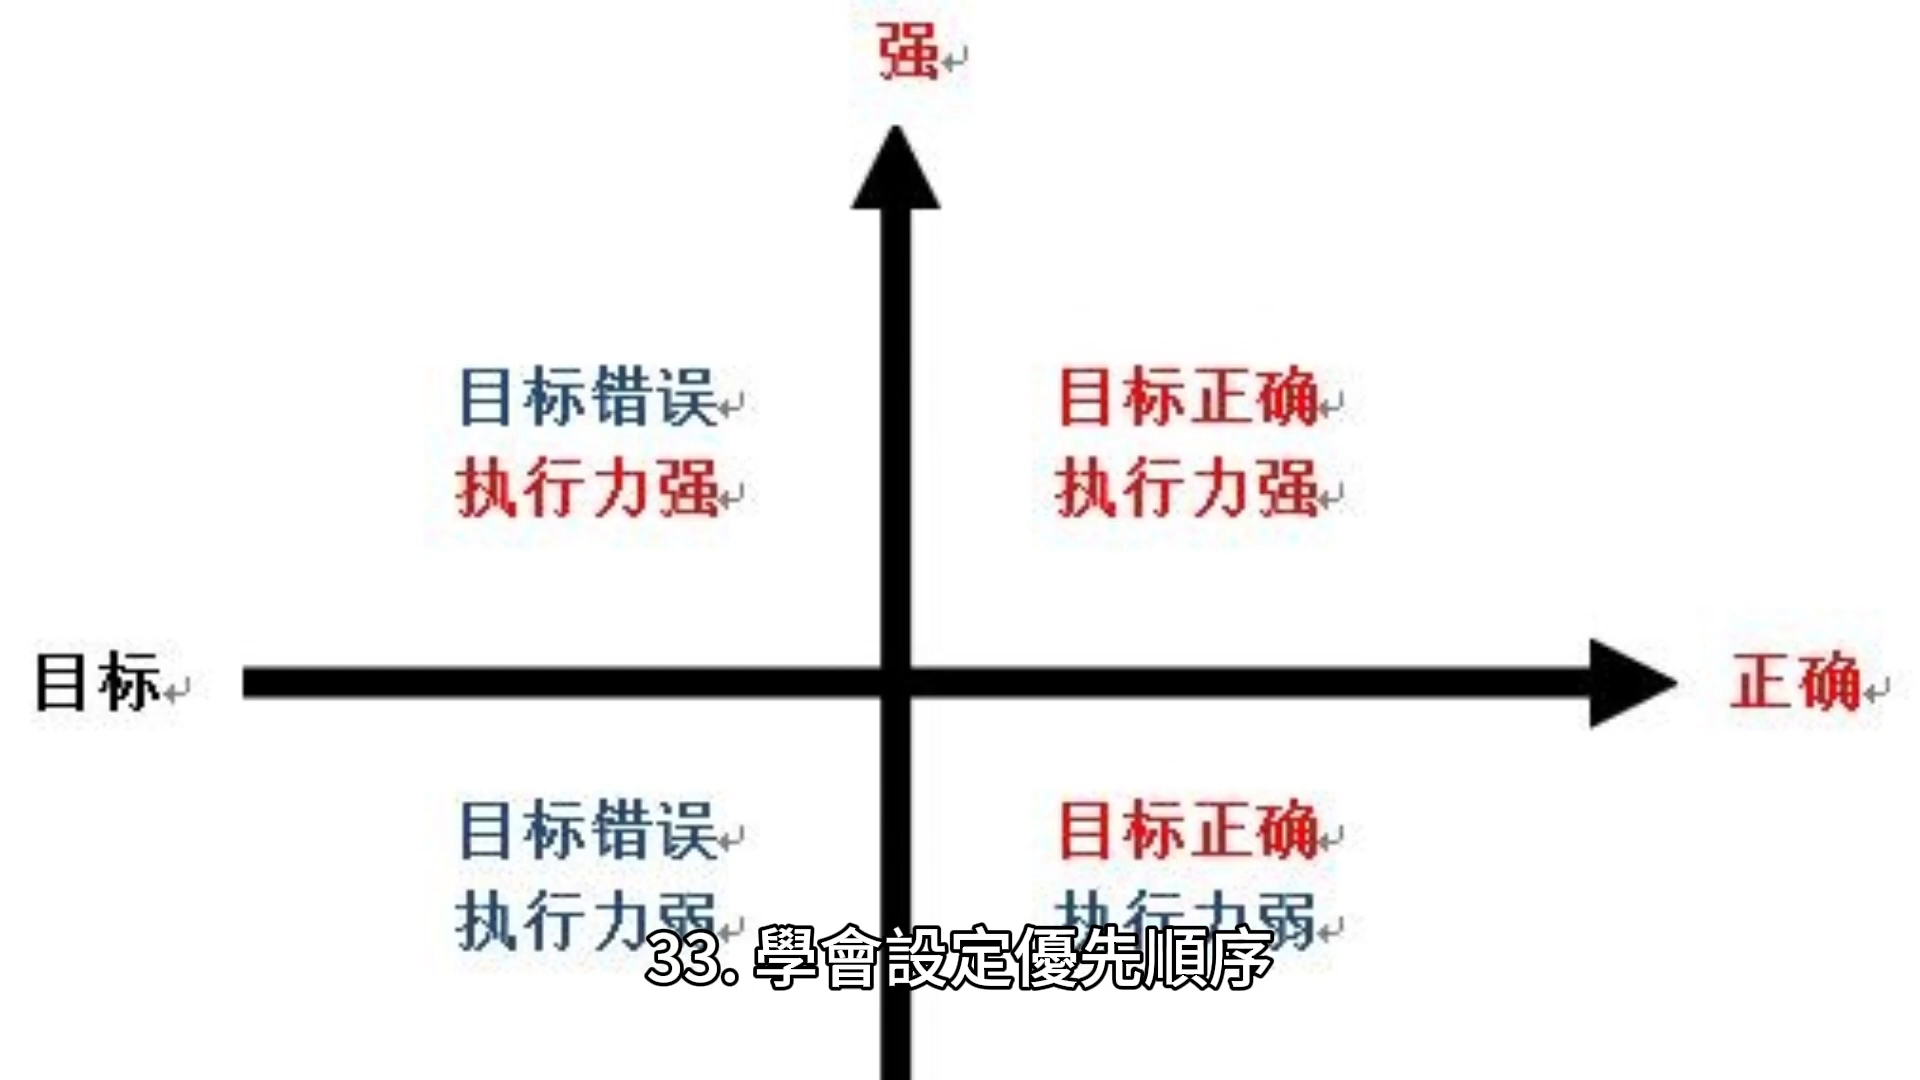 强
目标错误
执行力强
目标正确
执行力强
目标
正确
目标错误
执行力弱
目标正确
执行力弱
33. 學會設定優先順序